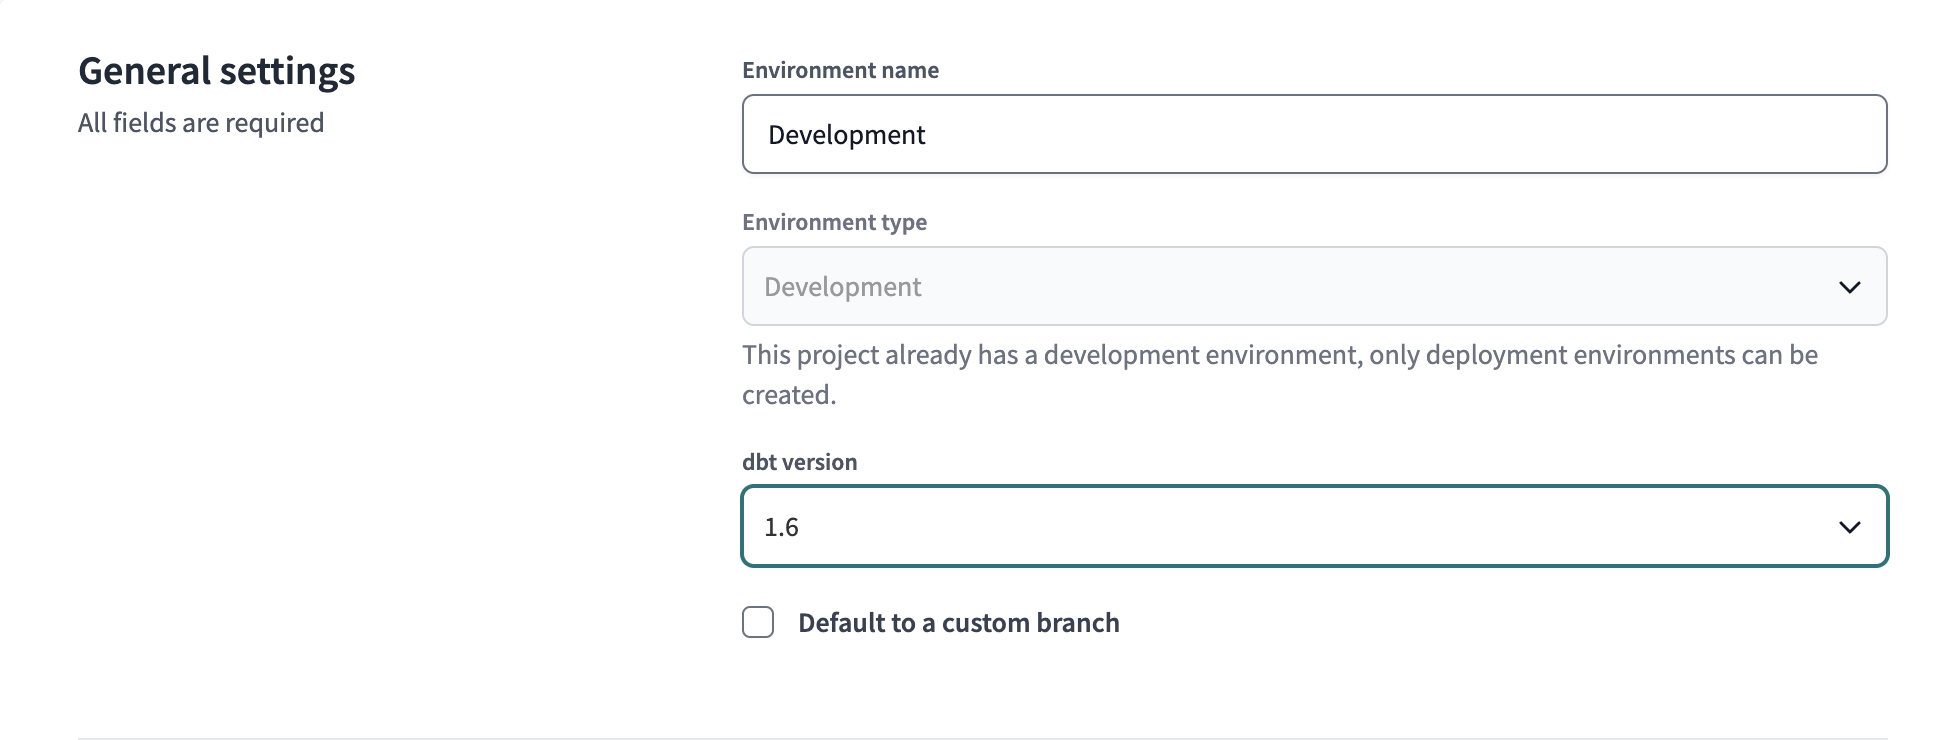 General settings
All fields are required
Environment name
Development
Environment type
Development
This project already has a development environment, only deployment environments can be
created.
dbt version
1.6
Default to a custom branch